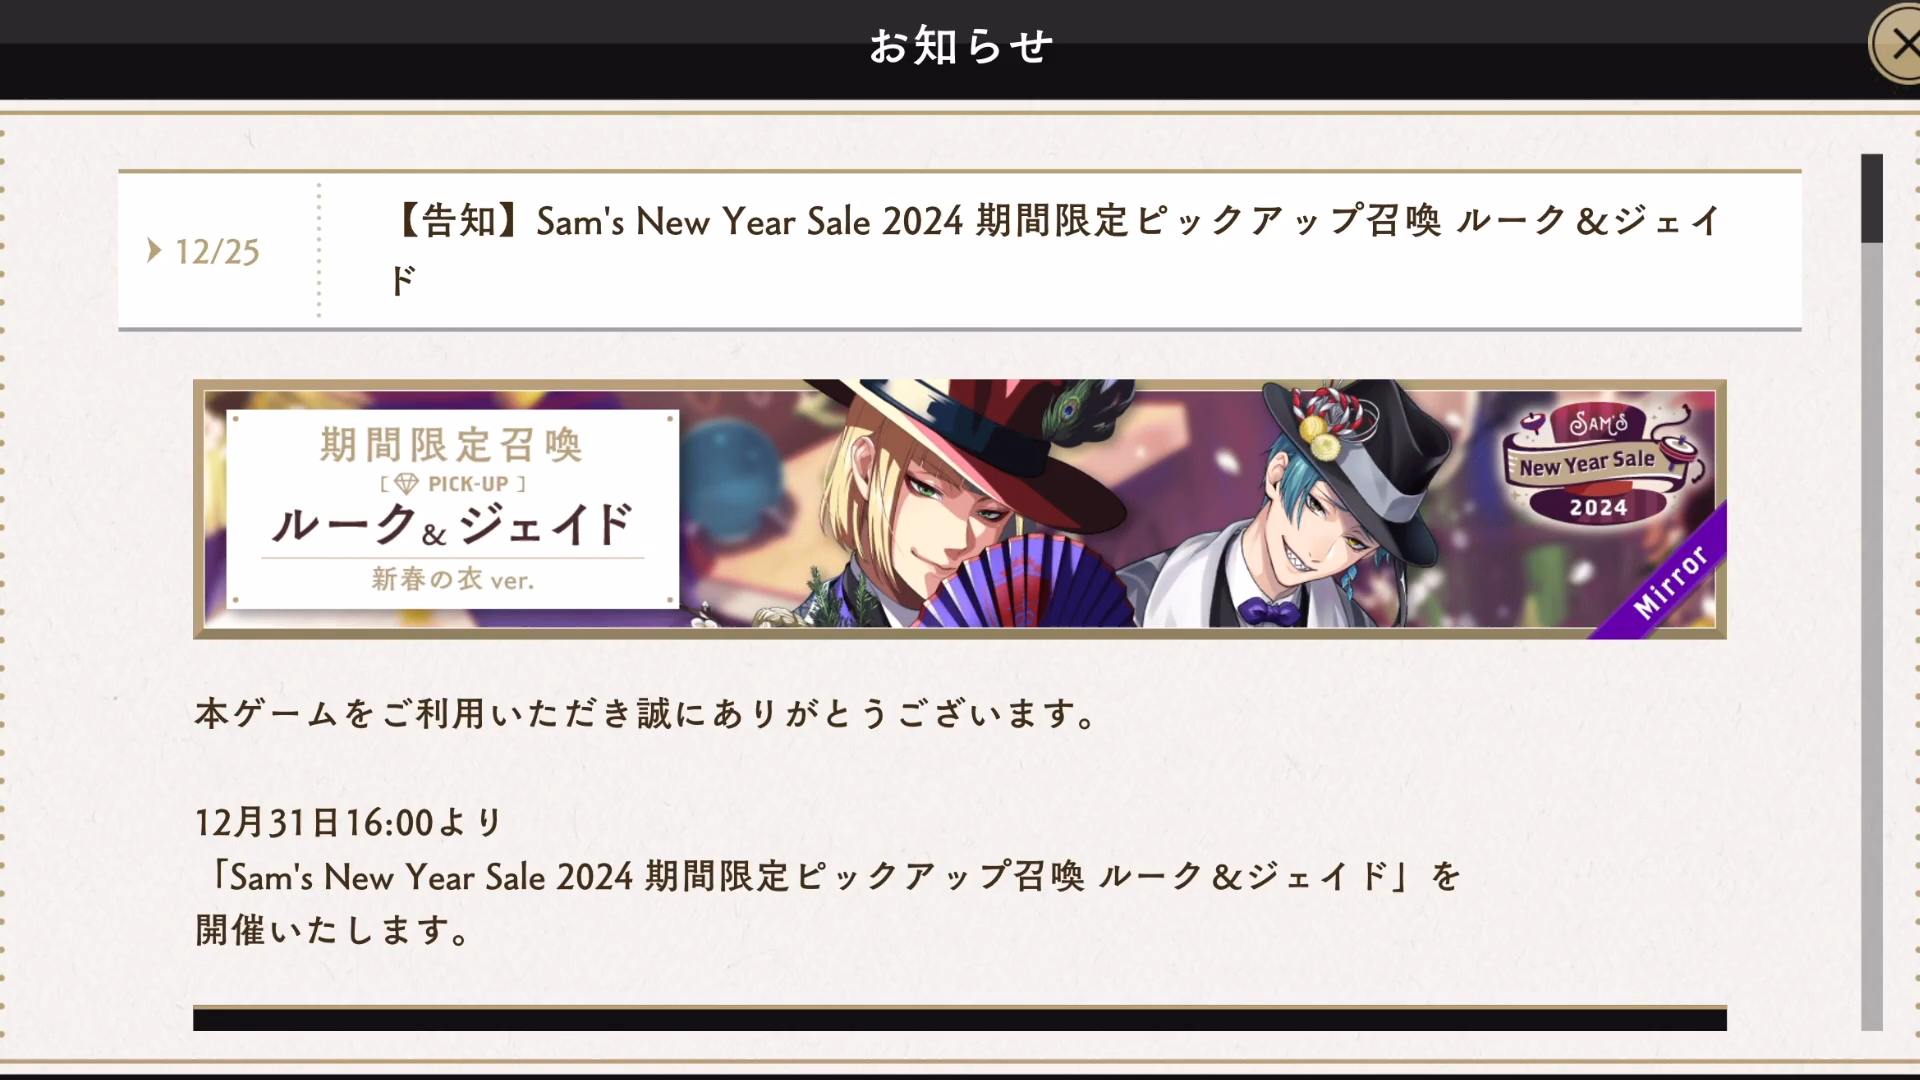 お知らせ
12/25
【告知】Sam's New Year Sale 2024 期間限定ピックアップ召喚 ルーク&ジェイ
ド
期間限定召喚
[ PICK-UP ]
ルーク&ジェイド
新春の衣 ver.
SAM'S
New Year Sale
2024
Mirror
本ゲームをご利用いただき誠にありがとうございます。
12月31日16:00より
「Sam's New Year Sale 2024 期間限定ピックアップ召喚 ルーク&ジェイド」を
開催いたします。